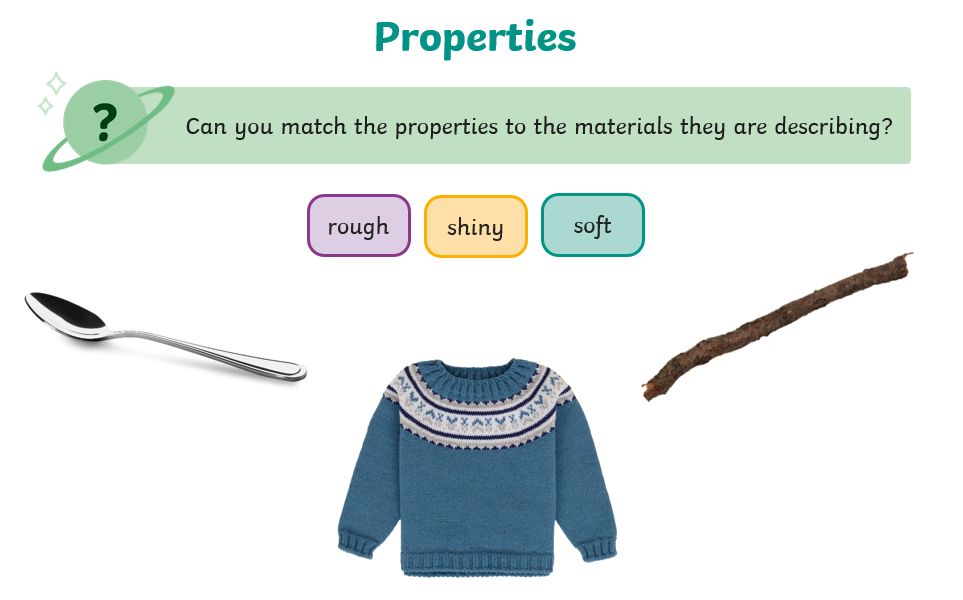 Properties
?
Can you match the properties to the materials they are describing?
rough
shiny
soft